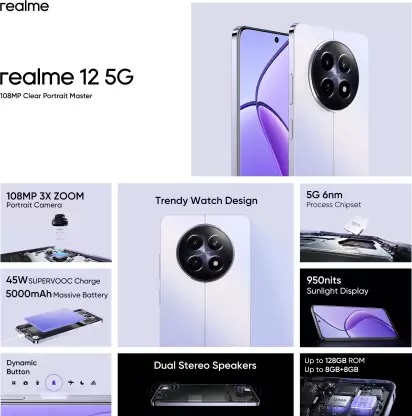 realme
realme 12 5G
108MP Clear Portrait Master
108MP 3X ZOOM
Portrait Camera
Trendy Watch Design
5G 6nm
Process Chipset
45W SUPERVOOC Charge
5000mAh Massive Battery
950nits
Sunlight Display
Dynamic
Button
Dual Stereo Speakers
Up to 128GB ROM
Up to 8GB+8GB